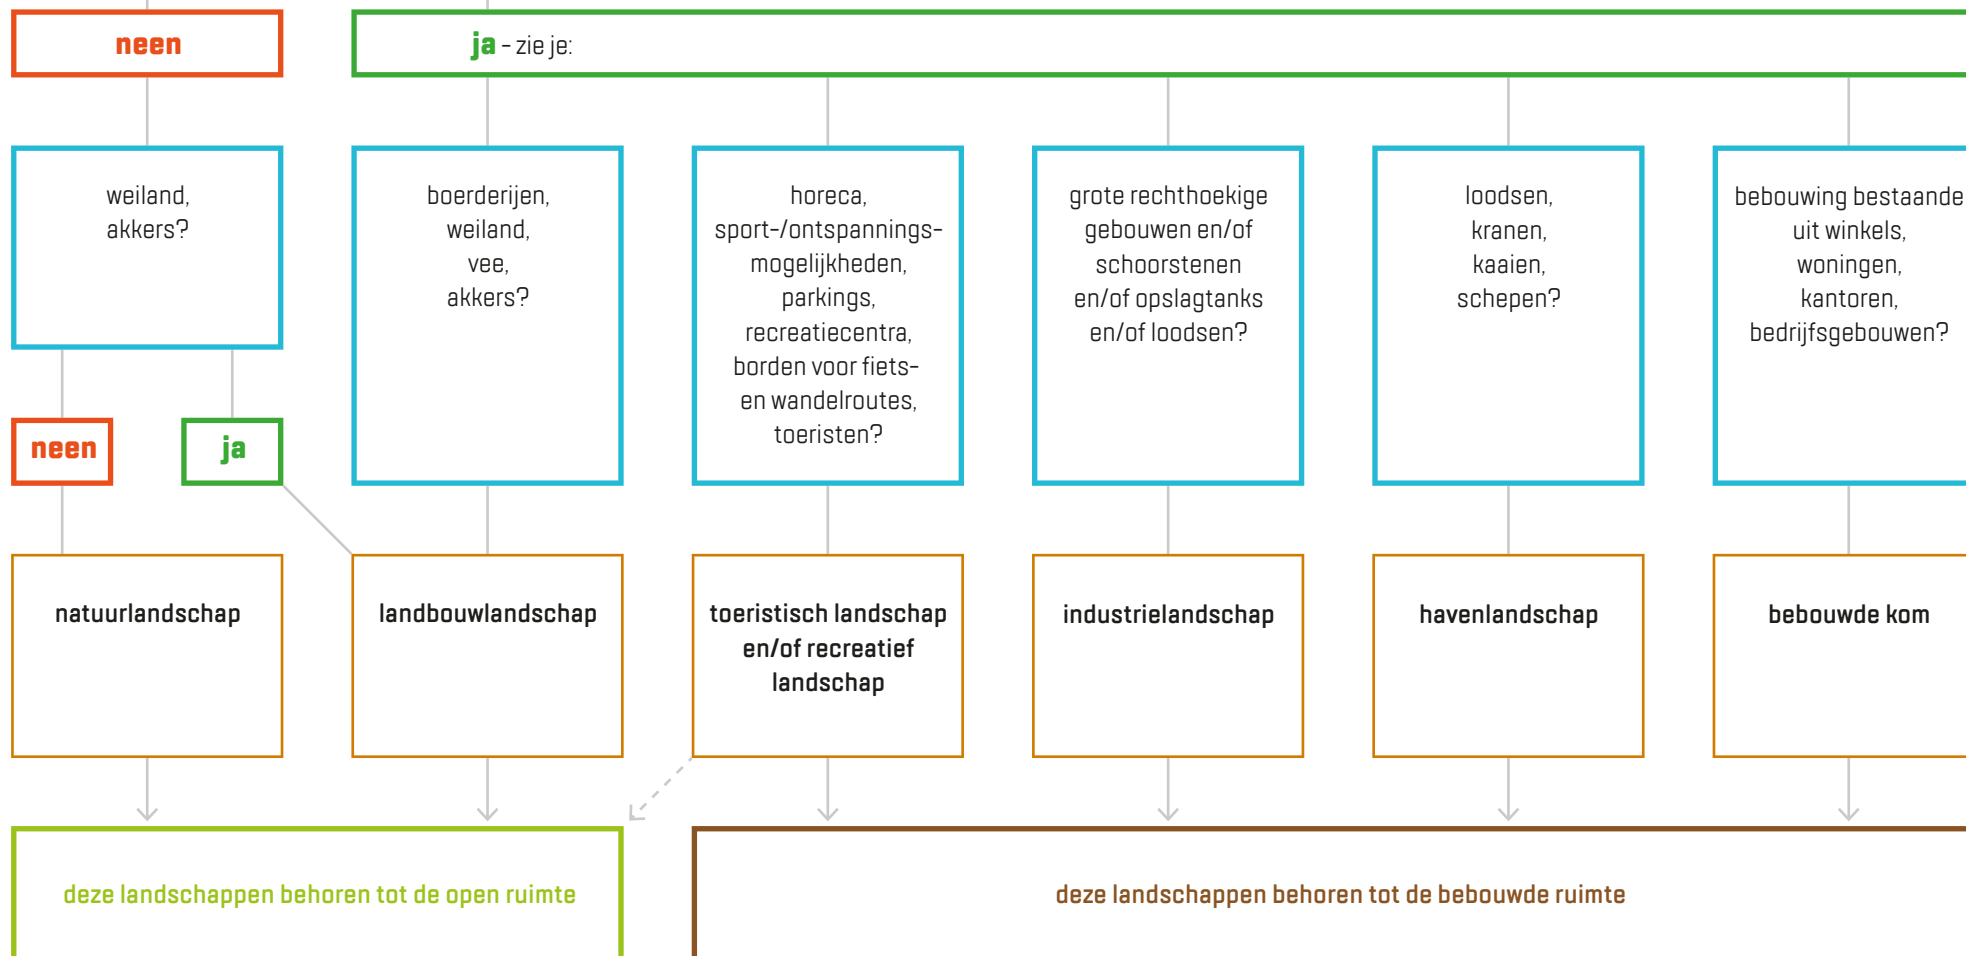 neen
ja - zie je:
weiland,
akkers?
boerderijen,
weiland,
vee,
akkers?
horeca,
sport-/ontspannings-
mogelijkheden,
parkings,
recreatiecentra,
borden voor fiets-
en wandelroutes,
toeristen?
grote rechthoekige
gebouwen en/of
schoorstenen
en/of opslagtanks
en/of loodsen?
loodsen,
kranen,
kaaien,
schepen?
bebouwing bestaande
uit winkels,
woningen,
kantoren,
bedrijfsgebouwen?
neen
ja
natuurlandschap
landbouwlandschap
toeristisch landschap
en/of recreatief
landschap
industrielandschap
havenlandschap
bebouwde kom
deze landschappen behoren tot de open ruimte
deze landschappen behoren tot de bebouwde ruimte